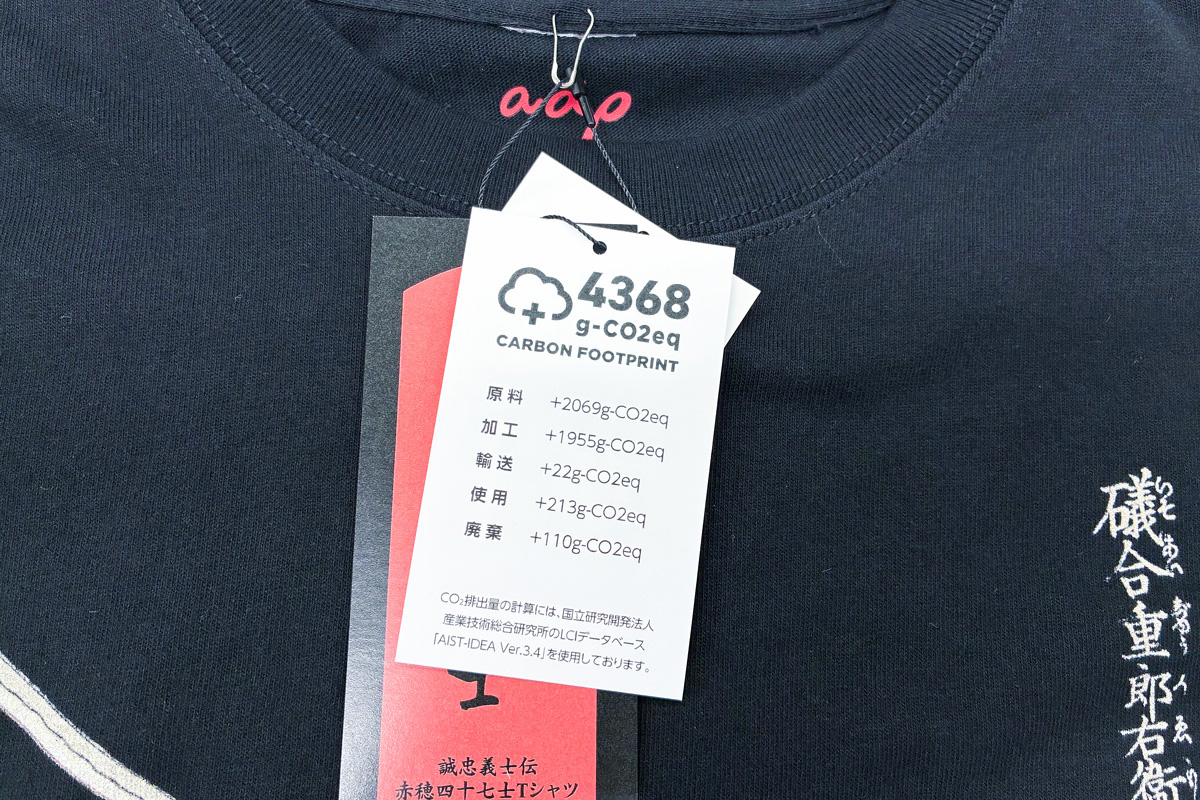 aap
4368
g-CO2eq
CARBON FOOTPRINT
原料 +2069g-CO2eq
加工 +1955g-CO2eq
輸送 +22g-CO2eq
使用 +213g-CO2eq
廃棄 +110g-CO2eq
CO₂排出量の計算には、国立研究開発法人
産業技術総合研究所のLCIデータベース
「AIST-IDEA Ver.3.4」を使用しております。
誠忠義士伝
赤穂四十七士Tシャツ
礒合重郎右衛